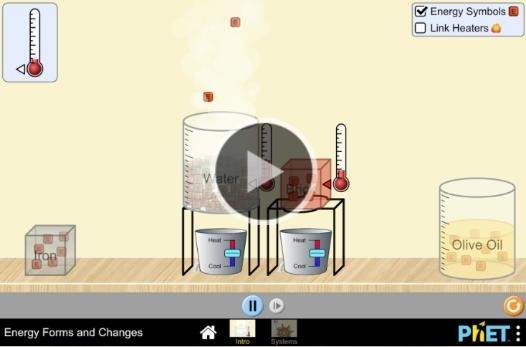 Energy Symbols
Link Heaters
Water
Iron
Olive Oil
Heat
Cool
Heat
Cool
Energy Forms and Changes
Intro
Systems
PhET